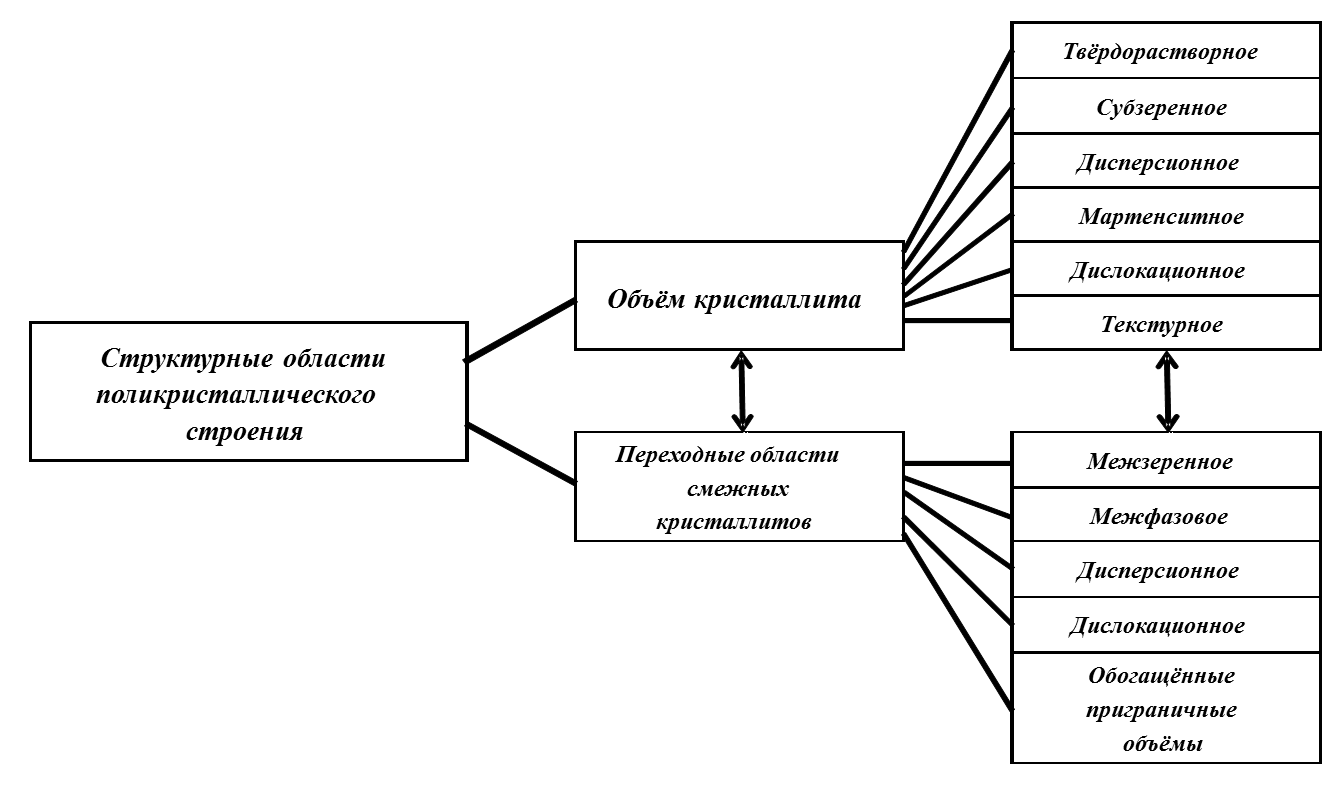 Структурные области
поликристаллического
строения
Объём кристаллита
Твёрдорастворное
Субзеренное
Дисперсионное
Мартенситное
Дислокационное
Текстурное
Переходные области
смежных
кристаллитов
Межзеренное
Межфазовое
Дисперсионное
Дислокационное
Обогащённые
приграничные
объёмы